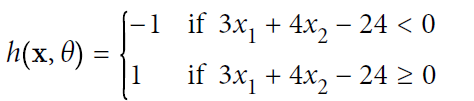 −1 if 3x₁ + 4x₂ − 24 < 0
h(x, θ) =
1 if 3x₁ + 4x₂ − 24 ≥ 0